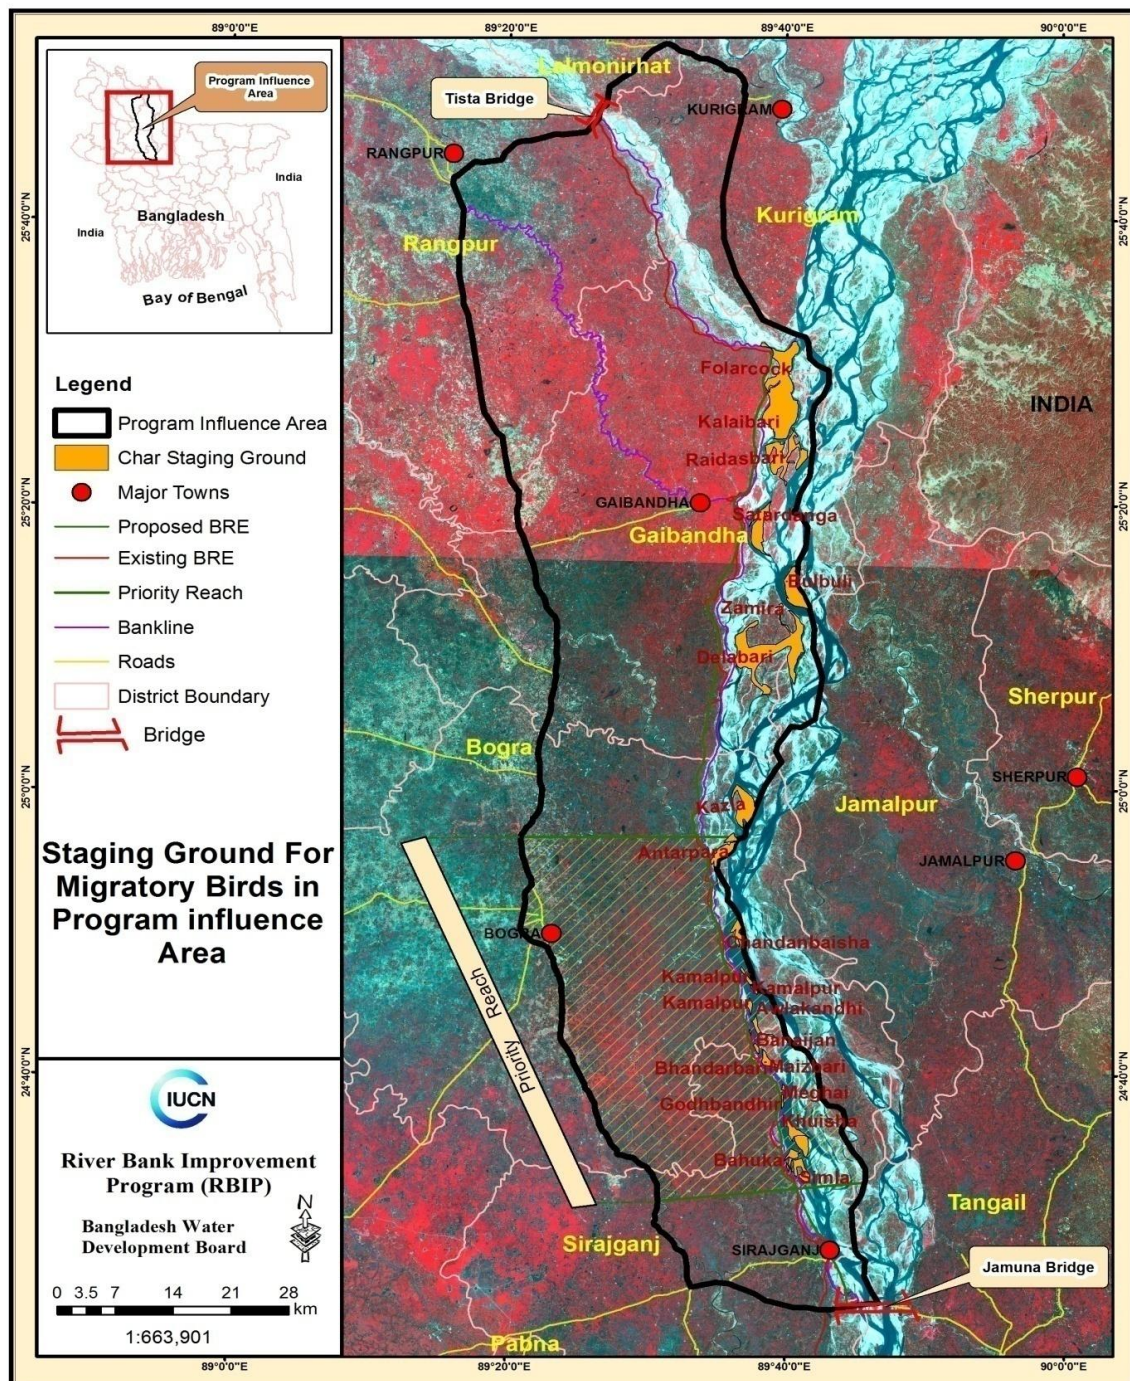 89°0'0"E
89°20'0"E
89°40'0"E
90°0'0"E
Program Influence
Area
India
Bangladesh
India
Bay of Bengal
Legend
Program Influence Area
Char Staging Ground
Major Towns
Proposed BRE
Existing BRE
Priority Reach
Bankline
Roads
District Boundary
Bridge
Staging Ground For
Migratory Birds in
Program influence
Area
IUCN
River Bank Improvement
Program (RBIP)
Bangladesh Water
Development Board
N
0 3.5 7 14 21 28
km
1:663,901
Lalmonirhat
Tista Bridge
KURIGRAM
RANGPUR
Kurigram
Rangpur
Folarcock
INDIA
Kalaibari
Raidasbari
GAIBANDHA
Satardanga
Gaibandha
Bulbuli
Zamira
Delabari
Sherpur
Bogra
SHERPUR
Kazla
Jamalpur
Antarpara
JAMALPUR
BOGRA
Chandanbaisha
Kamalpur
Kamalpur
Kamalpur
Bhandarbari
Maizbari
Meghai
Godhbandhir
Khuisha
Bahuka
Simla
Priority Reach
Tangail
Sirajganj
SIRAJGANJ
Jamuna Bridge
Pabna
25°40'0"N
25°20'0"N
25°0'0"N
24°40'0"N
25°40'0"N
25°20'0"N
25°0'0"N
24°40'0"N
89°0'0"E
89°20'0"E
89°40'0"E
90°0'0"E